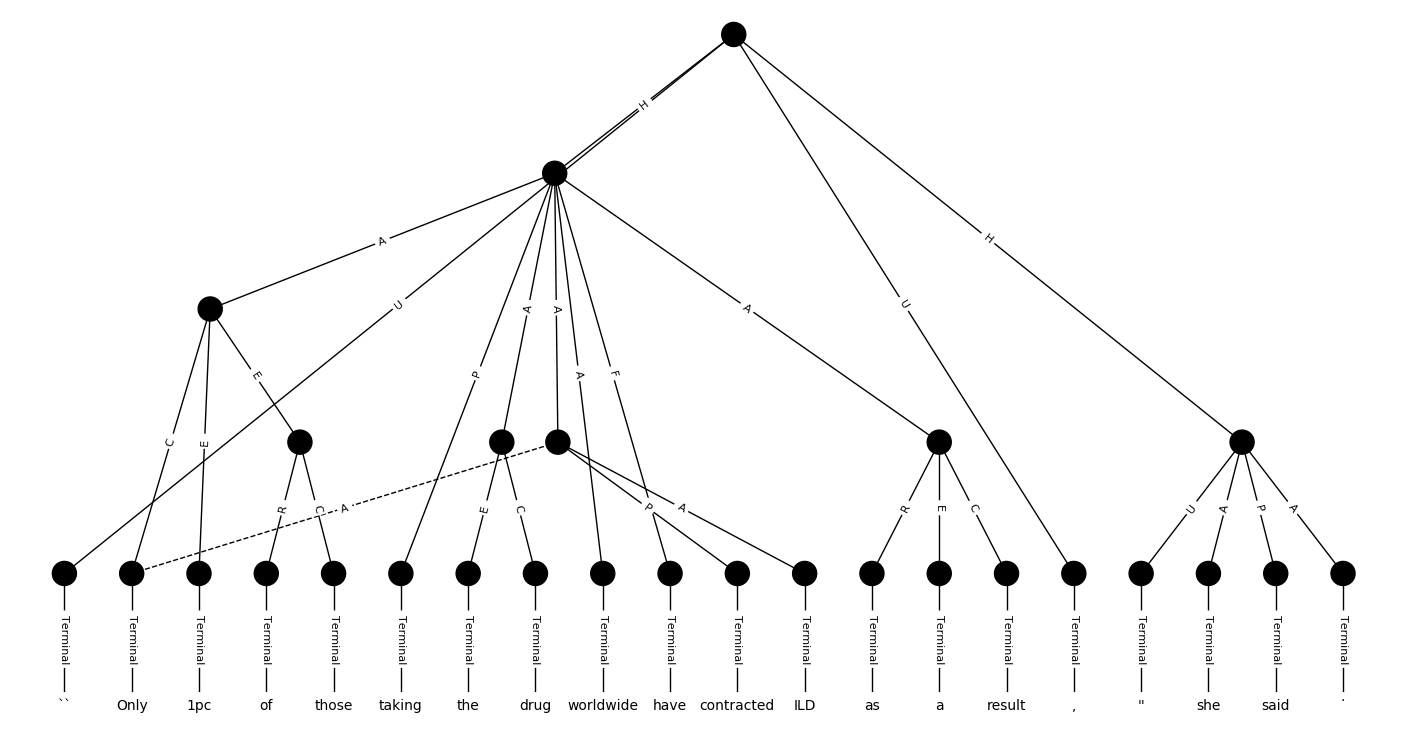 H
A U P A A A F A U H
C E E
R C A E C P A R E C U A P A
Terminal Terminal Terminal Terminal Terminal Terminal Terminal Terminal Terminal Terminal Terminal Terminal Terminal Terminal Terminal Terminal Terminal Terminal Terminal Terminal
`` Only 1pc of those taking the drug worldwide have contracted ILD as a result , " she said .